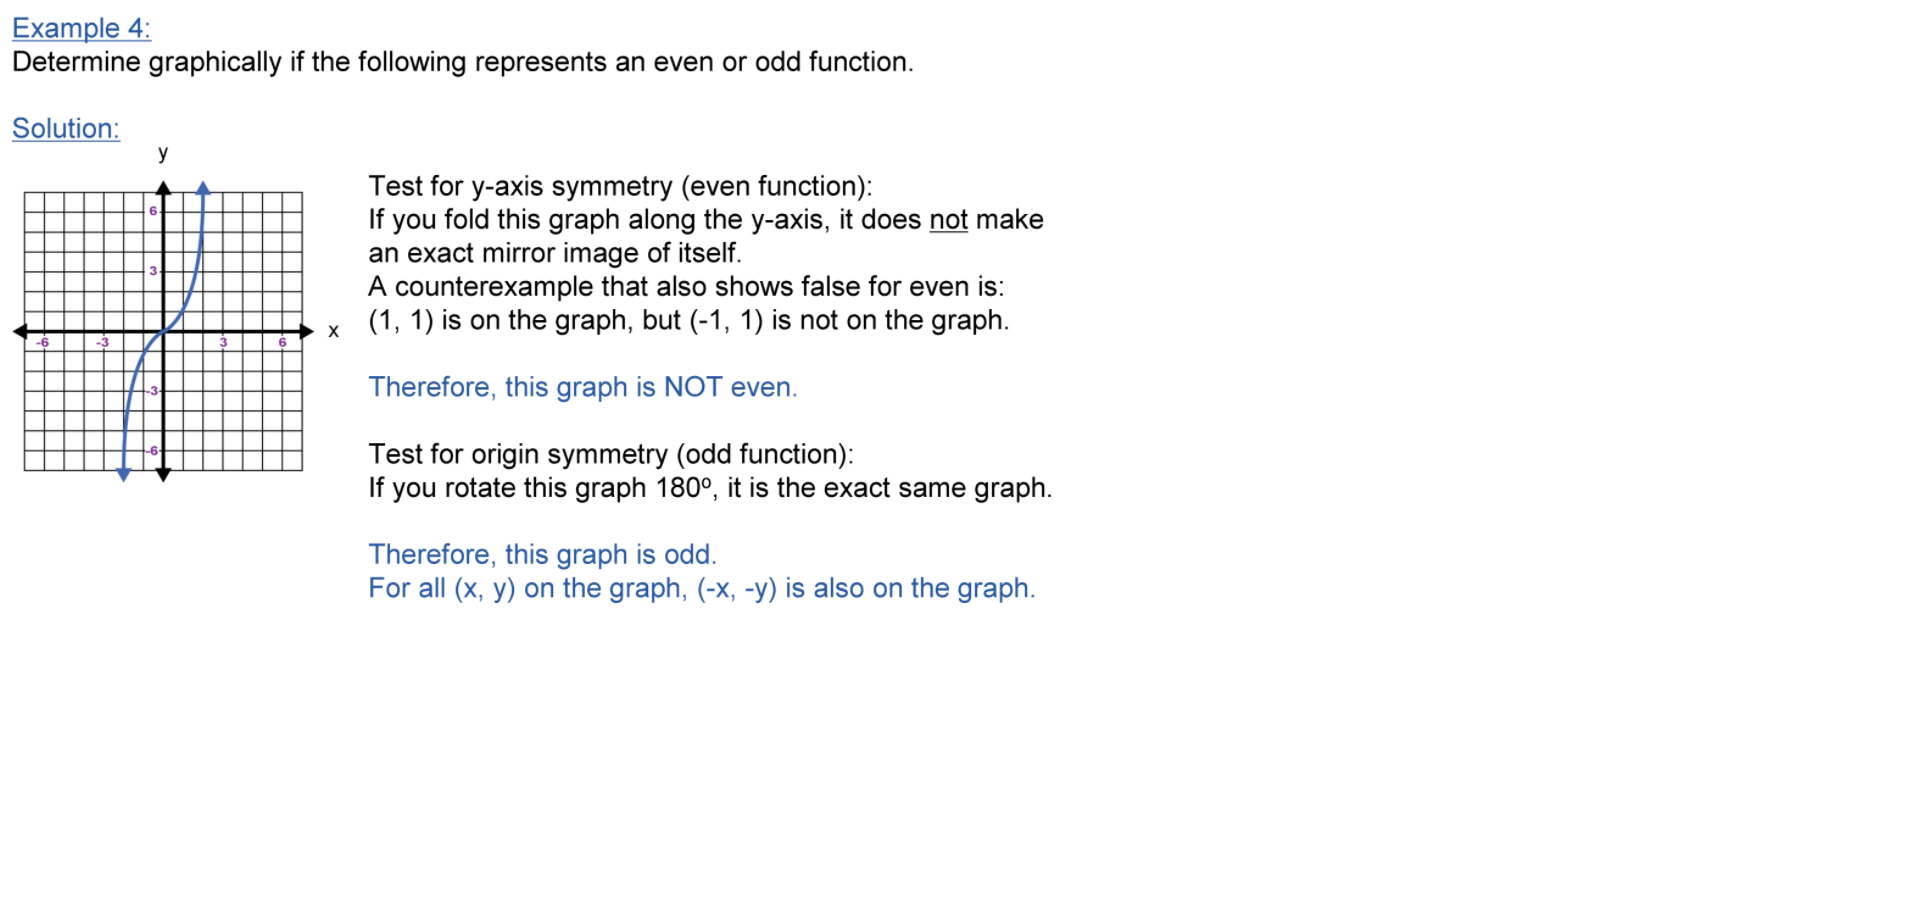 Example 4:
Determine graphically if the following represents an even or odd function.
Solution:
y
6
3
-6 -3 3 6
x
-3
-6
Test for y-axis symmetry (even function):
If you fold this graph along the y-axis, it does not make
an exact mirror image of itself.
A counterexample that also shows false for even is:
(1, 1) is on the graph, but (-1, 1) is not on the graph.
Therefore, this graph is NOT even.
Test for origin symmetry (odd function):
If you rotate this graph 180º, it is the exact same graph.
Therefore, this graph is odd.
For all (x, y) on the graph, (-x, -y) is also on the graph.